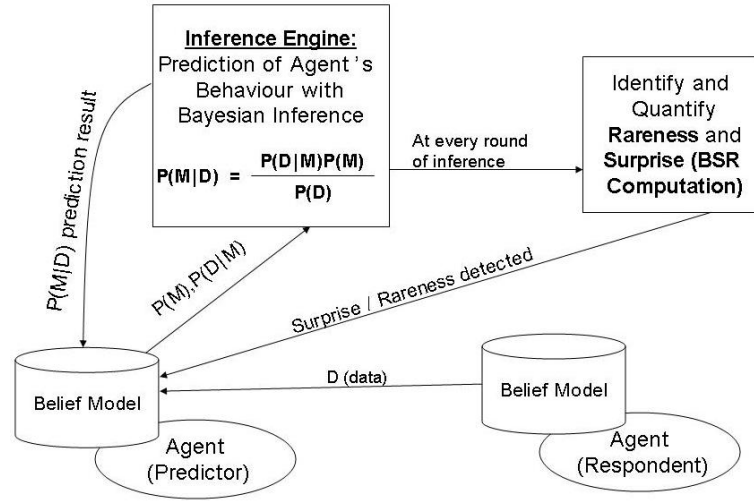 Inference Engine:
Prediction of Agent's
Behaviour with
Bayesian Inference
P(M|D) = P(D|M)P(M)
P(D)
At every round
of inference
Identify and
Quantify
Rareness and
Surprise (BSR
Computation)
P(M|D) prediction result
P(M),P(D|M)
Surprise / Rareness detected
Belief Model
D (data)
Belief Model
Agent
(Predictor)
Agent
(Respondent)